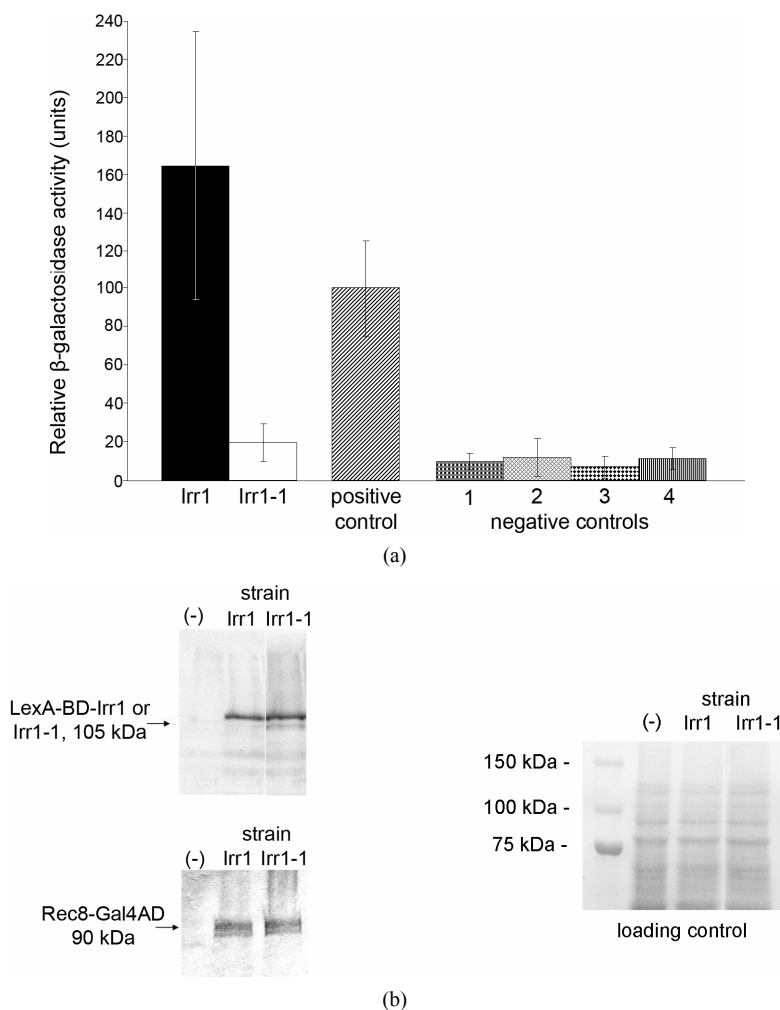 240
220
200
180
160
140
120
100
80
60
40
20
0
Relative β-galactosidase activity (units)
Irr1 Irr1-1 positive control 1 2 3 4
negative controls
(a)
strain
(-) Irr1 Irr1-1
LexA-BD-Irr1 or
Irr1-1, 105 kDa
strain
(-) Irr1 Irr1-1
Rec8-Gal4AD
90 kDa
strain
(-) Irr1 Irr1-1
150 kDa -
100 kDa -
75 kDa -
loading control
(b)